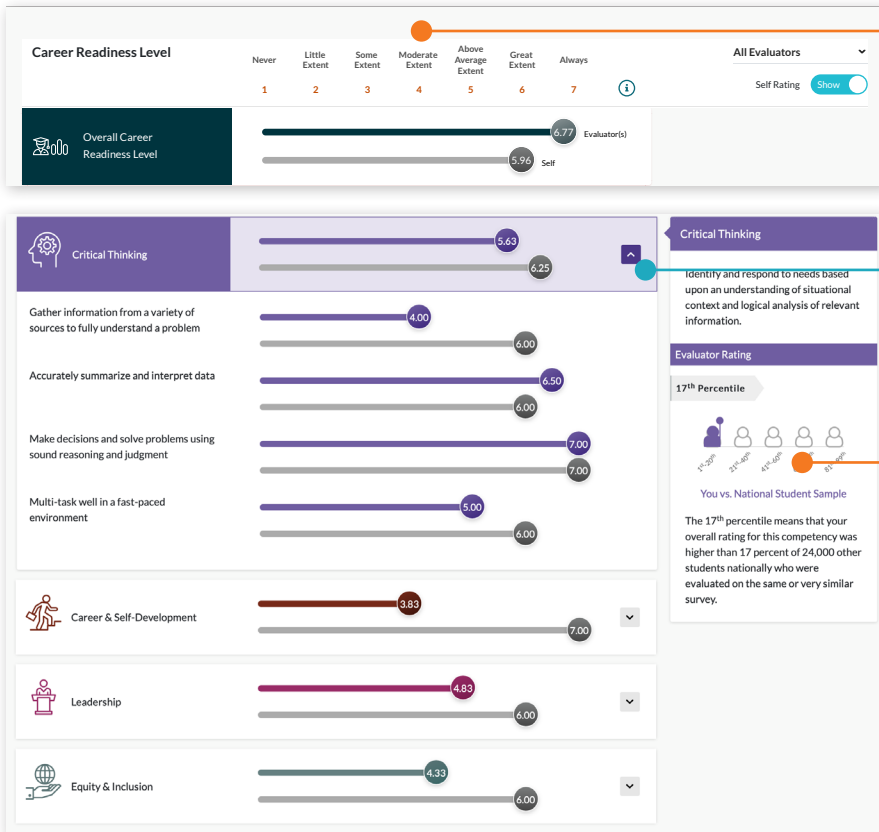 Career Readiness Level
Never
Little
Extent
Some
Extent
Moderate
Extent
Above
Average
Extent
Great
Extent
Always
1 2 3 4 5 6 7 i
All Evaluators
Self Rating Show
Overall Career
Readiness Level
6.77 Evaluator(s)
5.96 Self
Critical Thinking
5.63
6.25
Gather information from a variety of
sources to fully understand a problem
4.00
6.00
Accurately summarize and interpret data
6.50
6.00
Make decisions and solve problems using
sound reasoning and judgment
7.00
7.00
Multi-task well in a fast-paced
environment
5.00
6.00
Career & Self-Development
3.83
7.00
Leadership
4.83
6.00
Equity & Inclusion
4.33
6.00
Critical Thinking
Identify and respond to needs based
upon an understanding of situational
context and logical analysis of relevant
information.
Evaluator Rating
17th Percentile
1st-20th 21st-40th 41st-60th 81st-99th
You vs. National Student Sample
The 17th percentile means that your
overall rating for this competency was
higher than 17 percent of 24,000 other
students nationally who were
evaluated on the same or very similar
survey.